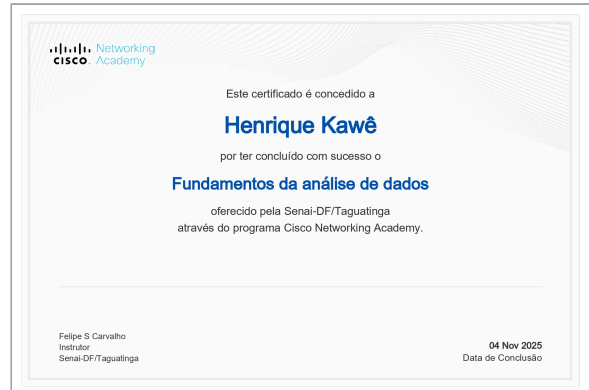 Networking
CISCO. Academy
Este certificado é concedido a
Henrique Kawê
por ter concluído com sucesso o
Fundamentos da análise de dados
oferecido pela Senai-DF/Taguatinga
através do programa Cisco Networking Academy.
Felipe S Carvalho
Instrutor
Senai-DF/Taguatinga
04 Nov 2025
Data de Conclusão